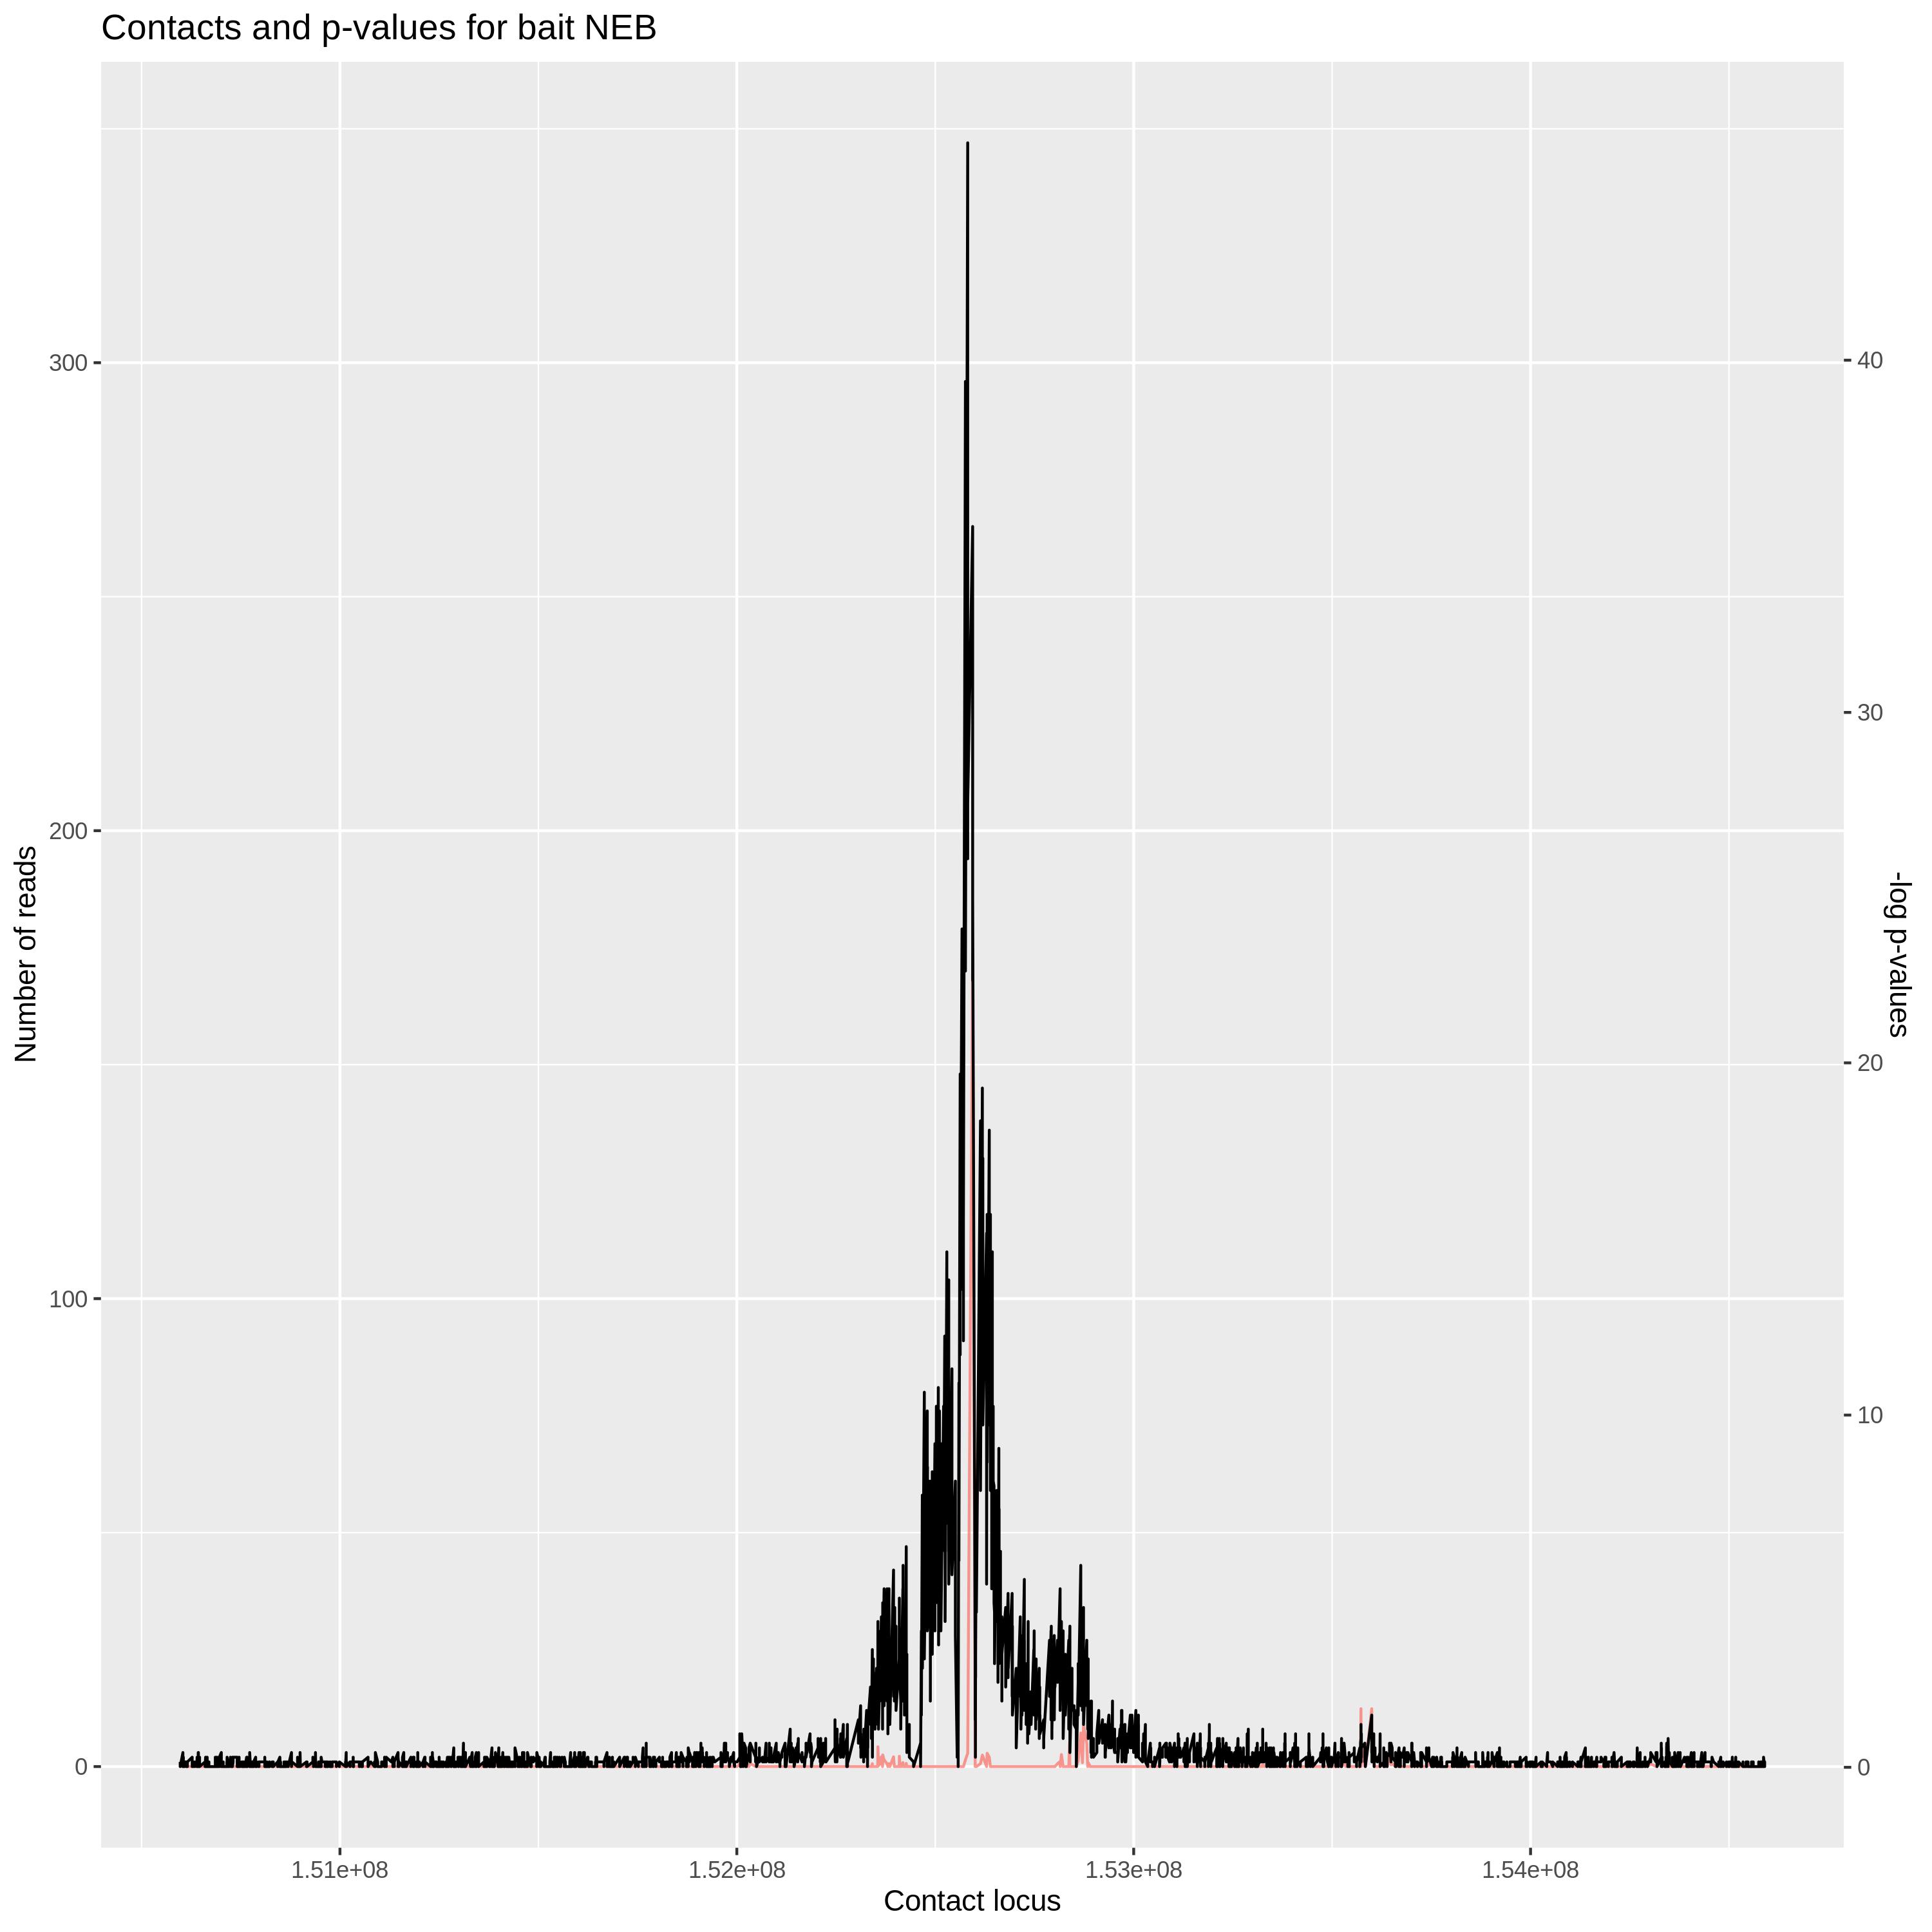 Contacts and p-values for bait NEB
300
200
100
0
Number of reads
40
30
20
10
0
-log p-values
1.51e+08
1.52e+08
1.53e+08
1.54e+08
Contact locus